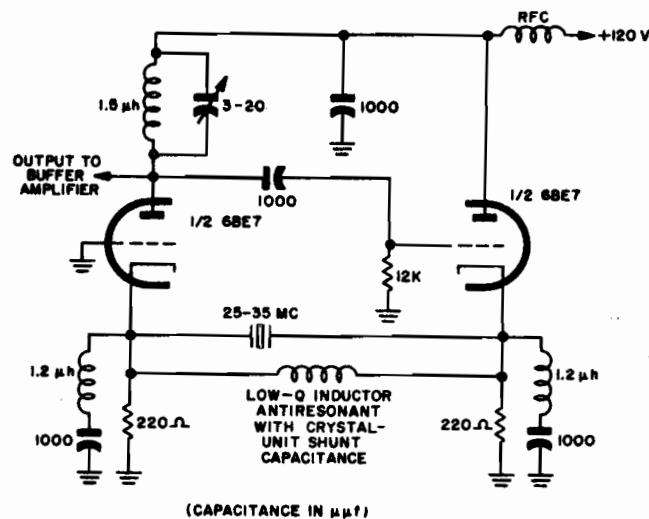 RFC
+120 V
1.5 μh
3-20
1000
OUTPUT TO
BUFFER
AMPLIFIER
1000
1/2 6BE7
1/2 6BE7
12K
25-35 MC
1.2 μh
1.2 μh
LOW-Q INDUCTOR
ANTIRESONANT
WITH CRYSTAL-
UNIT SHUNT
CAPACITANCE
220 Ω
220 Ω
1000
1000
(CAPACITANCE IN μμf)